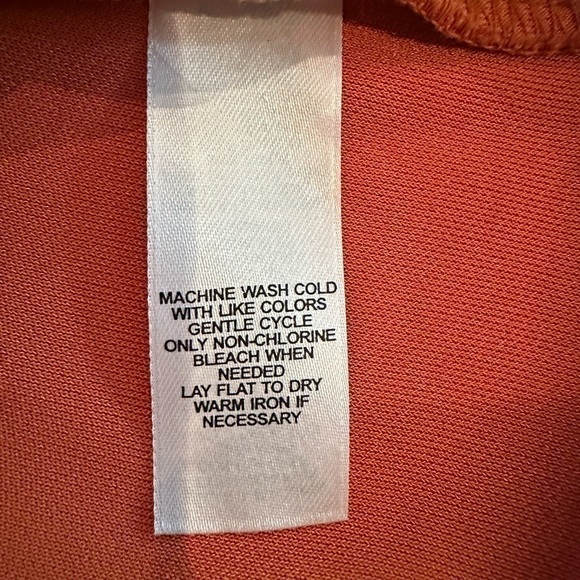 MACHINE WASH COLD
WITH LIKE COLORS
GENTLE CYCLE
ONLY NON-CHLORINE
BLEACH WHEN
NEEDED
LAY FLAT TO DRY
WARM IRON IF
NECESSARY